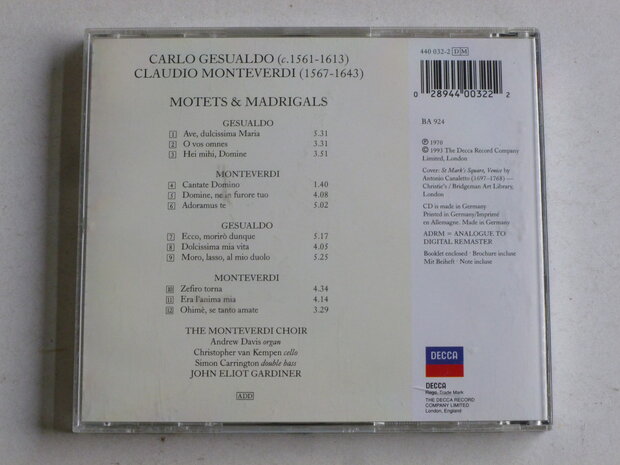 CARLO GESUALDO (c.1561-1613)
CLAUDIO MONTEVERDI (1567-1643)
MOTETS & MADRIGALS
GESUALDO
1 Ave, dulcissima Maria 5.31
2 O vos omnes 3.31
3 Hei mihi, Domine 3.51
MONTEVERDI
4 Cantate Domino 1.40
5 Domine, ne in furore tuo 4.08
6 Adoramus te 5.02
GESUALDO
7 Ecco, morirò dunque 5.17
8 Dolcissima mia vita 4.05
9 Moro, lasso, al mio duolo 5.25
MONTEVERDI
10 Zefiro torna 4.34
11 Era l'anima mia 4.14
12 Ohimè, se tanto amate 3.29
THE MONTEVERDI CHOIR
Andrew Davis organ
Christopher van Kempen cello
Simon Carrington double bass
JOHN ELIOT GARDINER
ADD
440 032-2 DM
0 28944 00322 2
BA 924
℗ 1970
© 1993 The Decca Record Company
Limited, London
Cover: St Mark's Square, Venice by
Antonio Canaletto (1697–1768) —
Christie's / Bridgeman Art Library,
London
CD is made in Germany
Printed in Germany/Imprimé
en Allemagne. Made in Germany
ADRM = ANALOGUE TO
DIGITAL REMASTER
Booklet enclosed · Brochure incluse
Mit Beiheft · Note incluse
DECCA
DECCA
Regd. Trade Mark
THE DECCA RECORD
COMPANY LIMITED
London, England